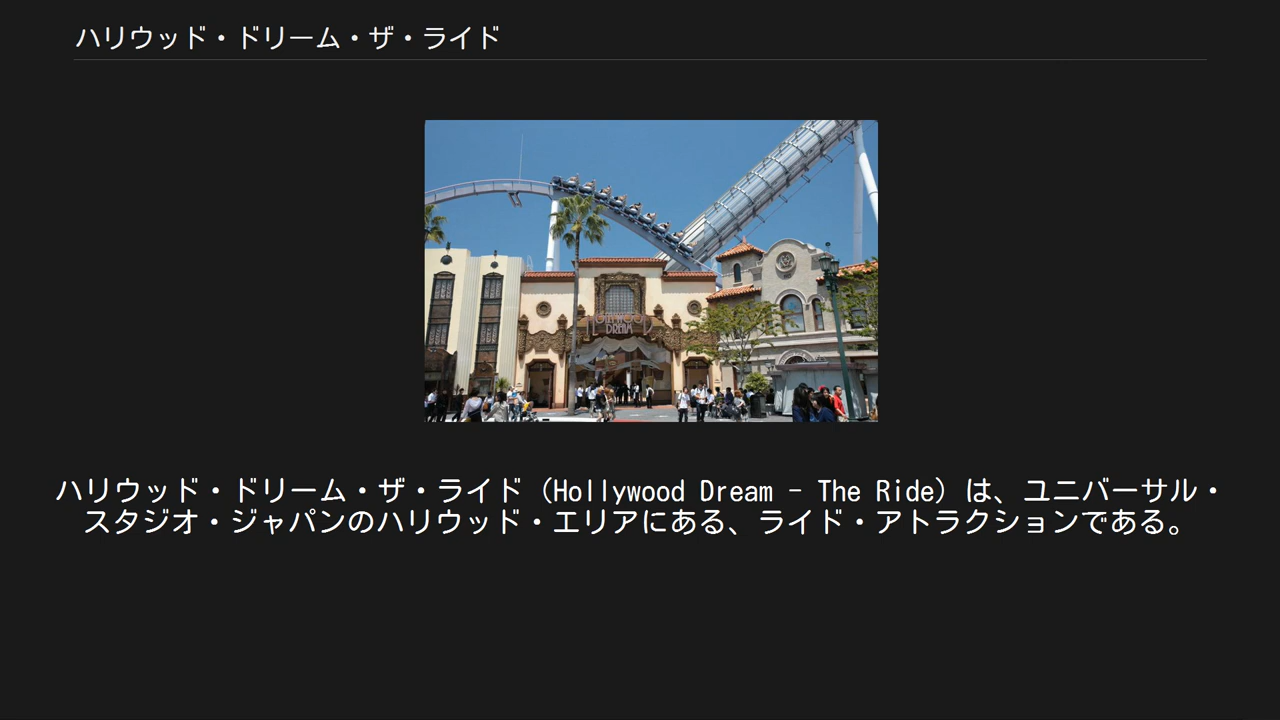 ハリウッド・ドリーム・ザ・ライド
HOLLYWOOD
DREAM
ハリウッド・ドリーム・ザ・ライド（Hollywood Dream - The Ride）は、ユニバーサル・
スタジオ・ジャパンのハリウッド・エリアにある、ライド・アトラクションである。